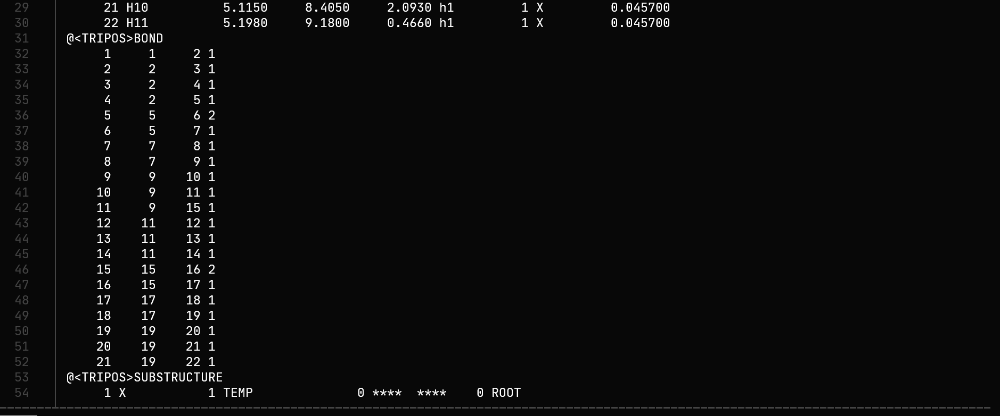 29 21 H10 5.1150 8.4050 2.0930 h1 1 X 0.045700
30 22 H11 5.1980 9.1800 0.4660 h1 1 X 0.045700
31 @<TRIPOS>BOND
32 1 1 2 1
33 2 2 3 1
34 3 2 4 1
35 4 2 5 1
36 5 5 6 2
37 6 5 7 1
38 7 7 8 1
39 8 7 9 1
40 9 9 10 1
41 10 9 11 1
42 11 9 15 1
43 12 11 12 1
44 13 11 13 1
45 14 11 14 1
46 15 15 16 2
47 16 15 17 1
48 17 17 18 1
49 18 17 19 1
50 19 19 20 1
51 20 19 21 1
52 21 19 22 1
53 @<TRIPOS>SUBSTRUCTURE
54 1 X 1 TEMP 0 **** **** 0 ROOT